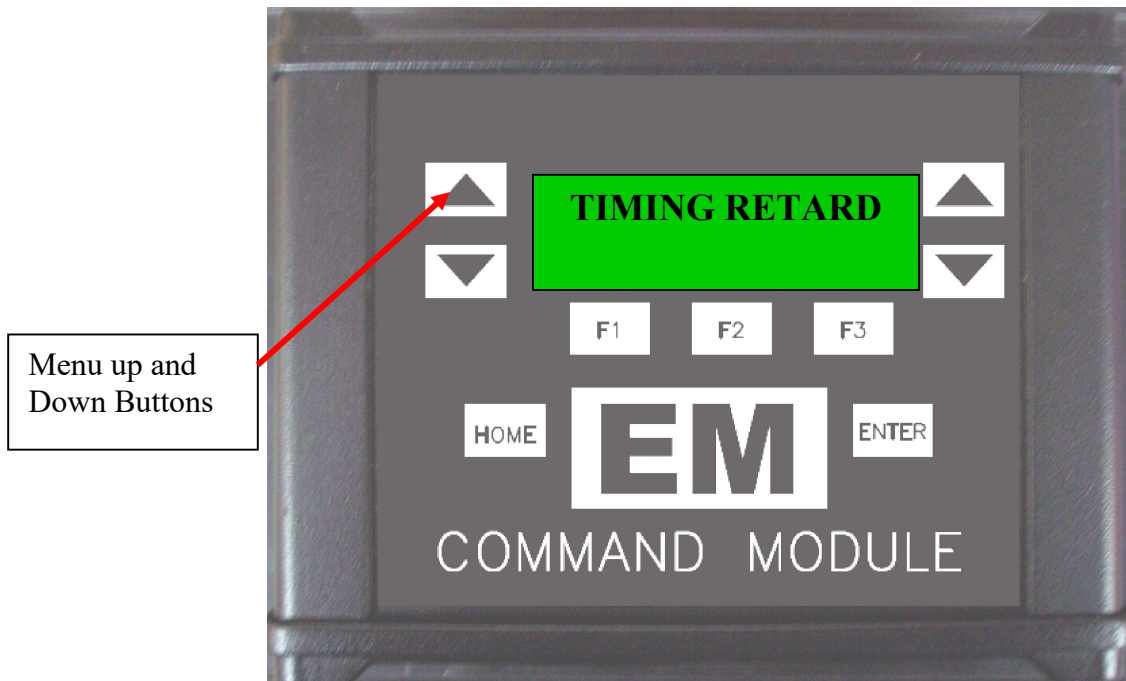 TIMING RETARD
F1 F2 F3
Menu up and
Down Buttons
HOME EM ENTER
COMMAND MODULE